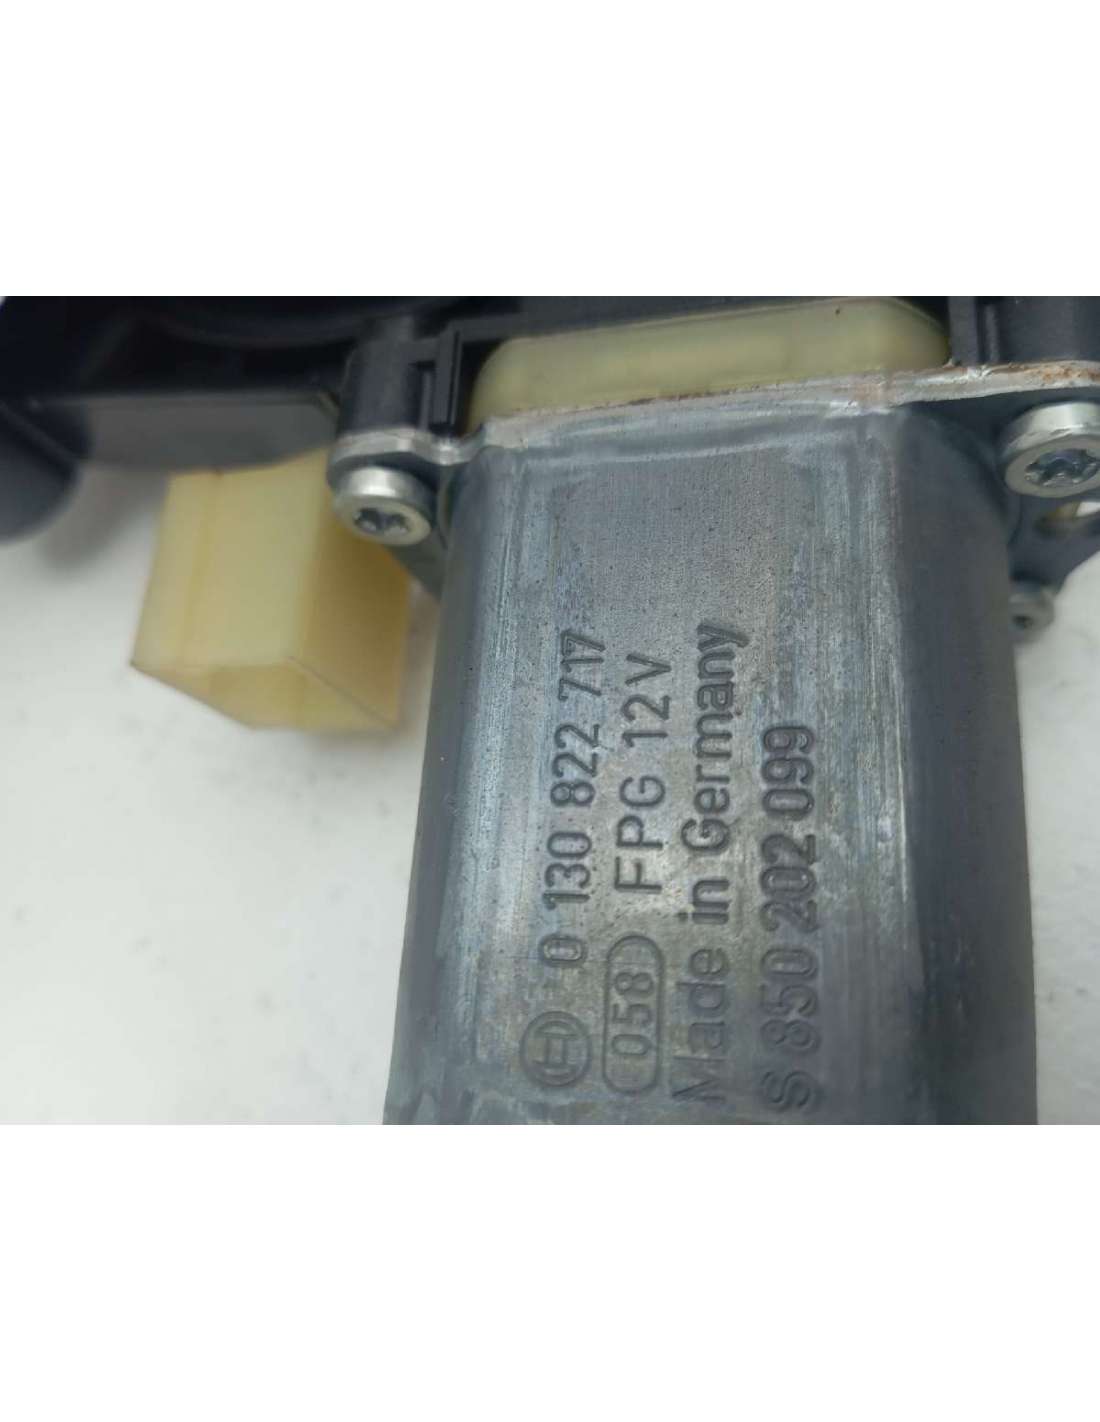 0 130 822 717
058 FPG 12V
Made in Germany
S 850 202 099